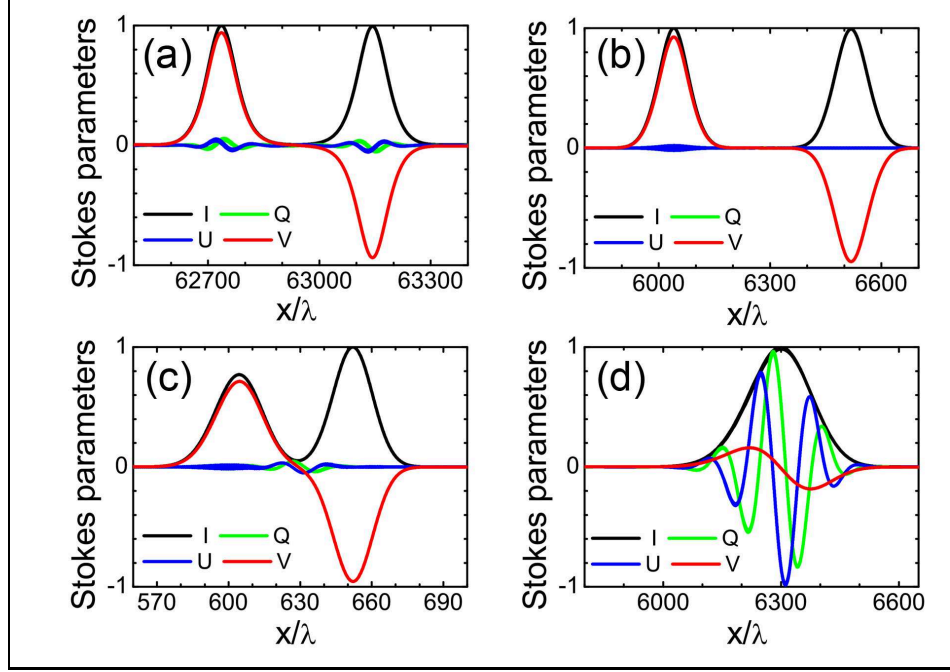 (a)
Stokes parameters
1
0
-1
I Q
U V
62700 63000 63300
x/λ
(b)
Stokes parameters
1
0
-1
I Q
U V
6000 6300 6600
x/λ
(c)
Stokes parameters
1
0
-1
I Q
U V
570 600 630 660 690
x/λ
(d)
Stokes parameters
1
0
-1
I Q
U V
6000 6300 6600
x/λ